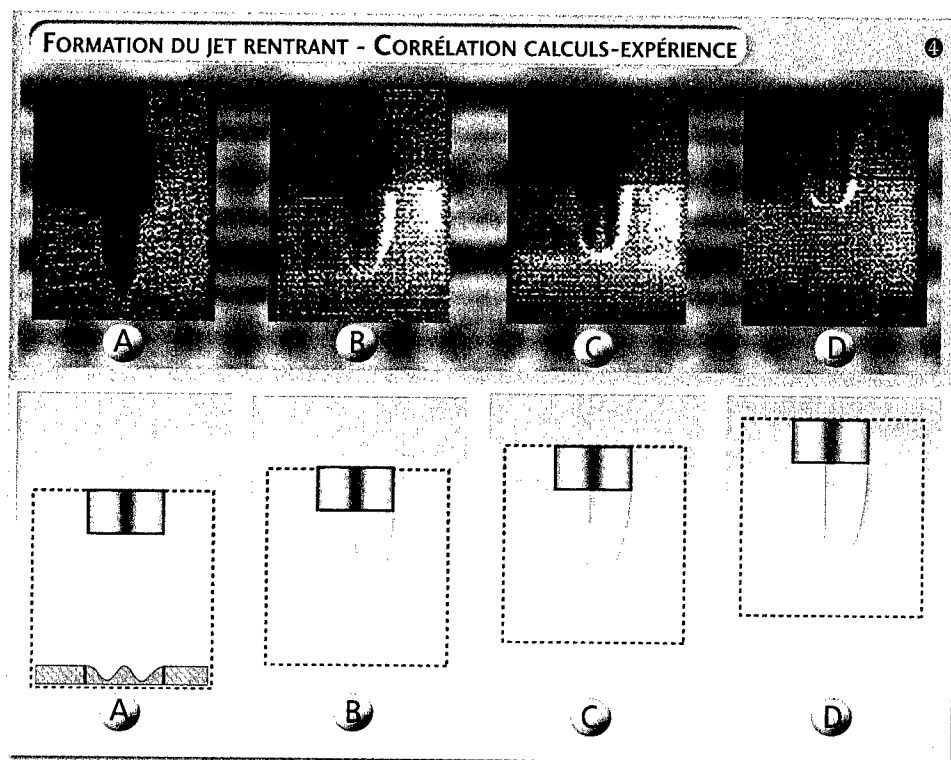 FORMATION DU JET RENTRANT - CORRÉLATION CALCULS-EXPÉRIENCE
4
A B C D
A B C D